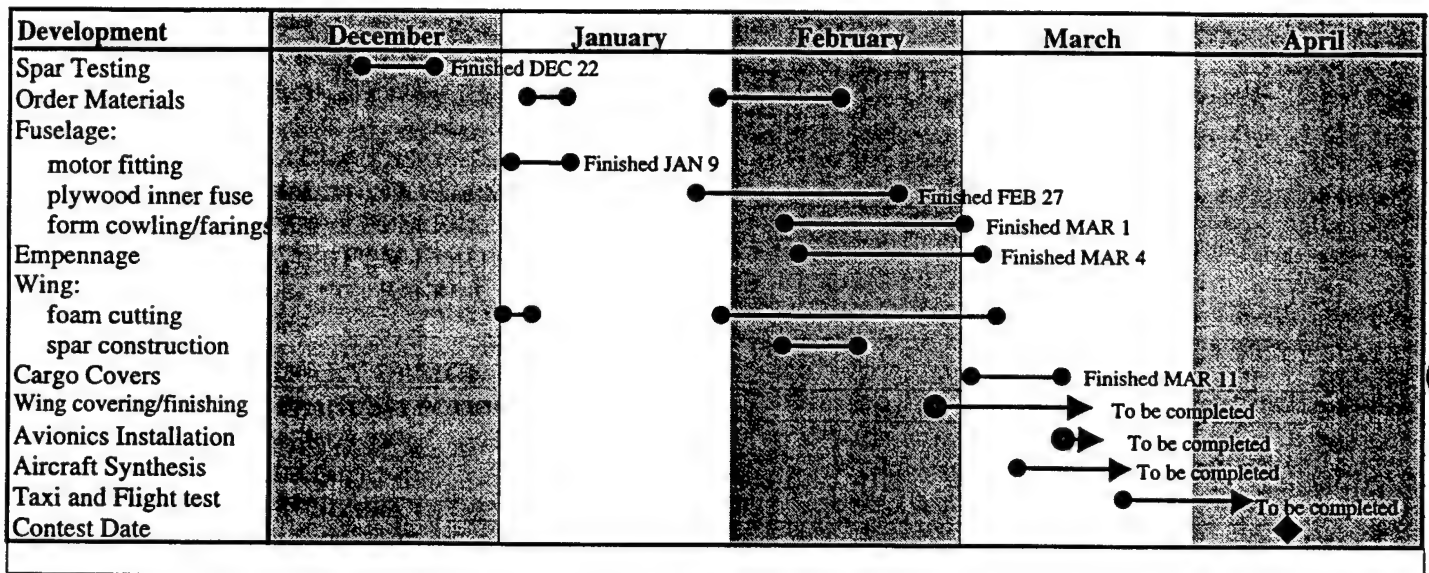 Development December January February March April
Spar Testing Finished DEC 22
Order Materials
Fuselage:
motor fitting Finished JAN 9
plywood inner fuse Finished FEB 27
form cowling/farings Finished MAR 1
Empennage Finished MAR 4
Wing:
foam cutting
spar construction
Cargo Covers Finished MAR 11
Wing covering/finishing To be completed
Avionics Installation To be completed
Aircraft Synthesis To be completed
Taxi and Flight test To be completed
Contest Date